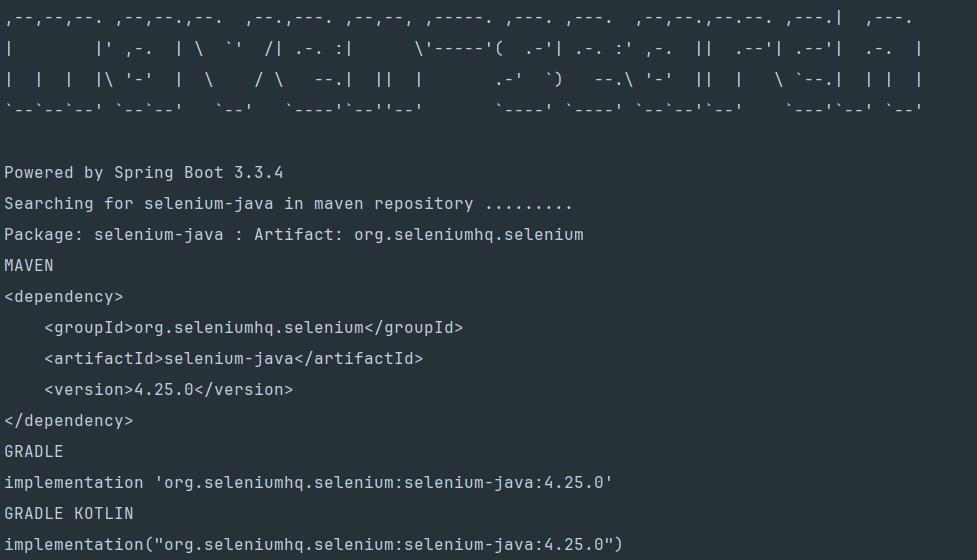 ,--,--,--. ,--,--.,--.  ,--.,---. ,--,--, ,-----. ,---. ,---.  ,--,--.,--.--. ,---.|  ,---.
|        |' ,-.  | \  `'  /| .-. :|      \'-----'(  .-'| .-. :' ,-.  ||  .--'| .--'|  .-.  |
|  |  |  |\ '-'  |  \    / \   --.|  ||  |       .-'  `)   --.\ '-'  ||  |   \ `--.|  | |  |
`--`--`--' `--`--'   `--'   `----'`--''--'       `----' `----' `--`--'`--'    `---'`--' `--'
Powered by Spring Boot 3.3.4
Searching for selenium-java in maven repository .........
Package: selenium-java : Artifact: org.seleniumhq.selenium
MAVEN
<dependency>
    <groupId>org.seleniumhq.selenium</groupId>
    <artifactId>selenium-java</artifactId>
    <version>4.25.0</version>
</dependency>
GRADLE
implementation 'org.seleniumhq.selenium:selenium-java:4.25.0'
GRADLE KOTLIN
implementation("org.seleniumhq.selenium:selenium-java:4.25.0")